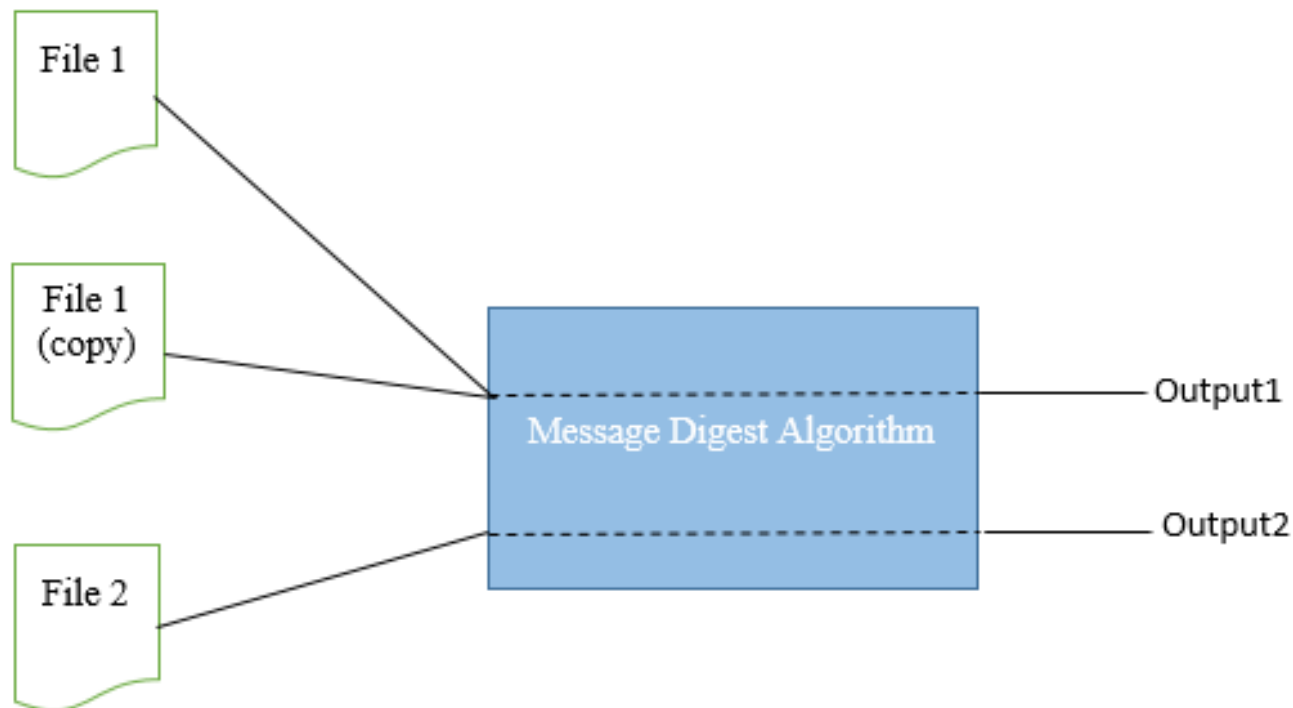 File 1
File 1
(copy)
Message Digest Algorithm
Output1
Output2
File 2